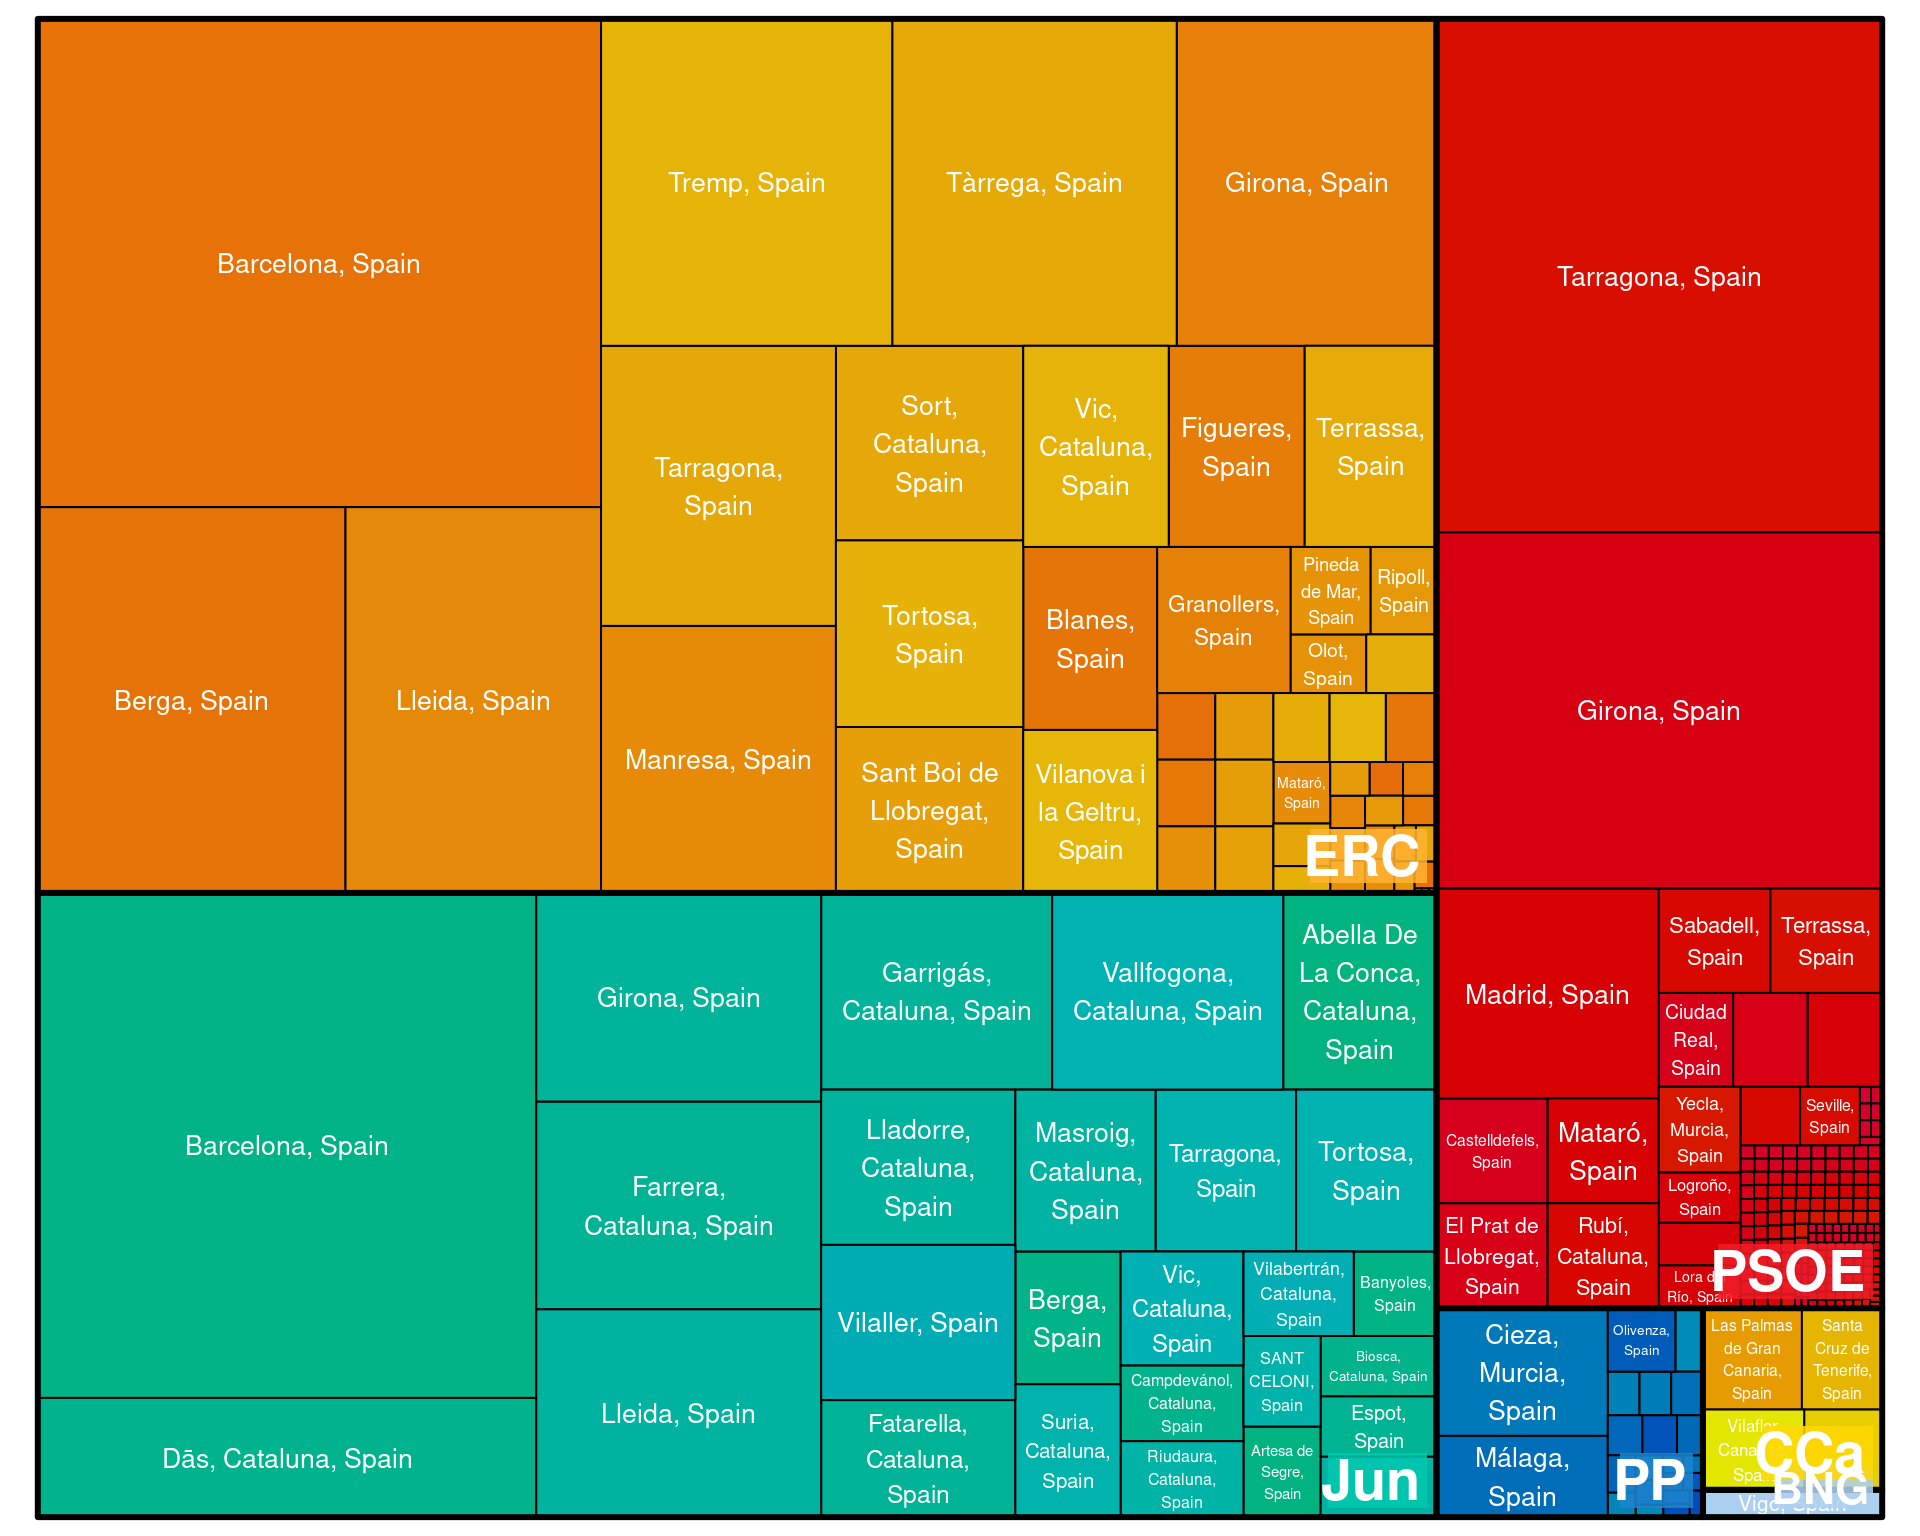 Barcelona, Spain
Tremp, Spain
Tàrrega, Spain
Girona, Spain
Berga, Spain
Lleida, Spain
Tarragona,
Spain
Manresa, Spain
Sort,
Cataluna,
Spain
Tortosa,
Spain
Sant Boi de
Llobregat,
Spain
Vic,
Cataluna,
Spain
Figueres,
Spain
Terrassa,
Spain
Blanes,
Spain
Vilanova i
la Geltru,
Spain
Granollers,
Spain
Pineda
de Mar,
Spain
Ripoll,
Spain
Olot,
Spain
Mataró,
Spain
ERC
Barcelona, Spain
Dās, Cataluna, Spain
Girona, Spain
Farrera,
Cataluna, Spain
Lleida, Spain
Garrigás,
Cataluna, Spain
Vallfogona,
Cataluna, Spain
Abella De
La Conca,
Cataluna,
Spain
Lladorre,
Cataluna,
Spain
Vilaller, Spain
Fatarella,
Cataluna,
Spain
Masroig,
Cataluna,
Spain
Tarragona,
Spain
Tortosa,
Spain
Berga,
Spain
Suria,
Cataluna,
Spain
Vic,
Cataluna,
Spain
Campdevánol,
Cataluna,
Spain
Riudaura,
Cataluna,
Spain
Vilabertrán,
Cataluna,
Spain
Banyoles,
Spain
SANT
CELONI,
Spain
Biosca,
Cataluna, Spain
Espot,
Spain
Artesa de
Segre,
Spain
Jun
Tarragona, Spain
Girona, Spain
Madrid, Spain
Sabadell,
Spain
Terrassa,
Spain
Ciudad
Real,
Spain
Castelldefels,
Spain
Mataró,
Spain
El Prat de
Llobregat,
Spain
Rubí,
Cataluna,
Spain
Yecla,
Murcia,
Spain
Seville,
Spain
Logroño,
Spain
Lora
Río, Spain
PSOE
Cieza,
Murcia,
Spain
Málaga,
Spain
Olivenza,
Spain
PP
Las Palmas
de Gran
Canaria,
Spain
Santa
Cruz de
Tenerife,
Spain
CCa
Vigo, Spain
BNG